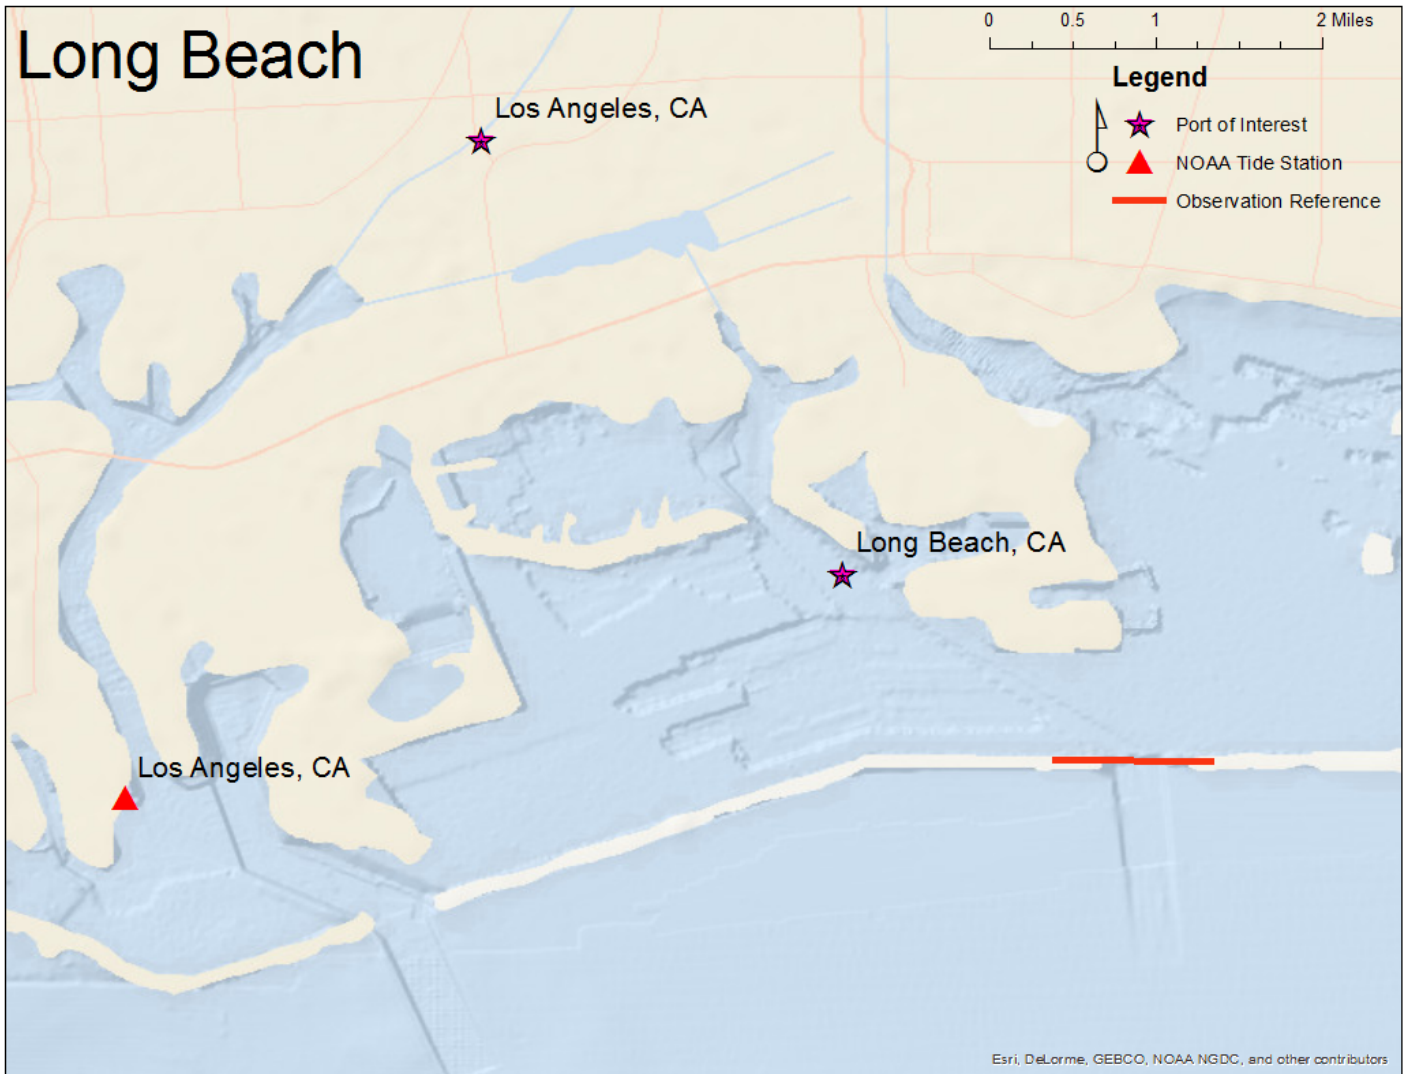 Long Beach
0 0.5 1 2 Miles
Legend
Port of Interest
NOAA Tide Station
Observation Reference
Los Angeles, CA
Long Beach, CA
Los Angeles, CA
Esri, DeLorme, GEBCO, NOAA NGDC, and other contributors